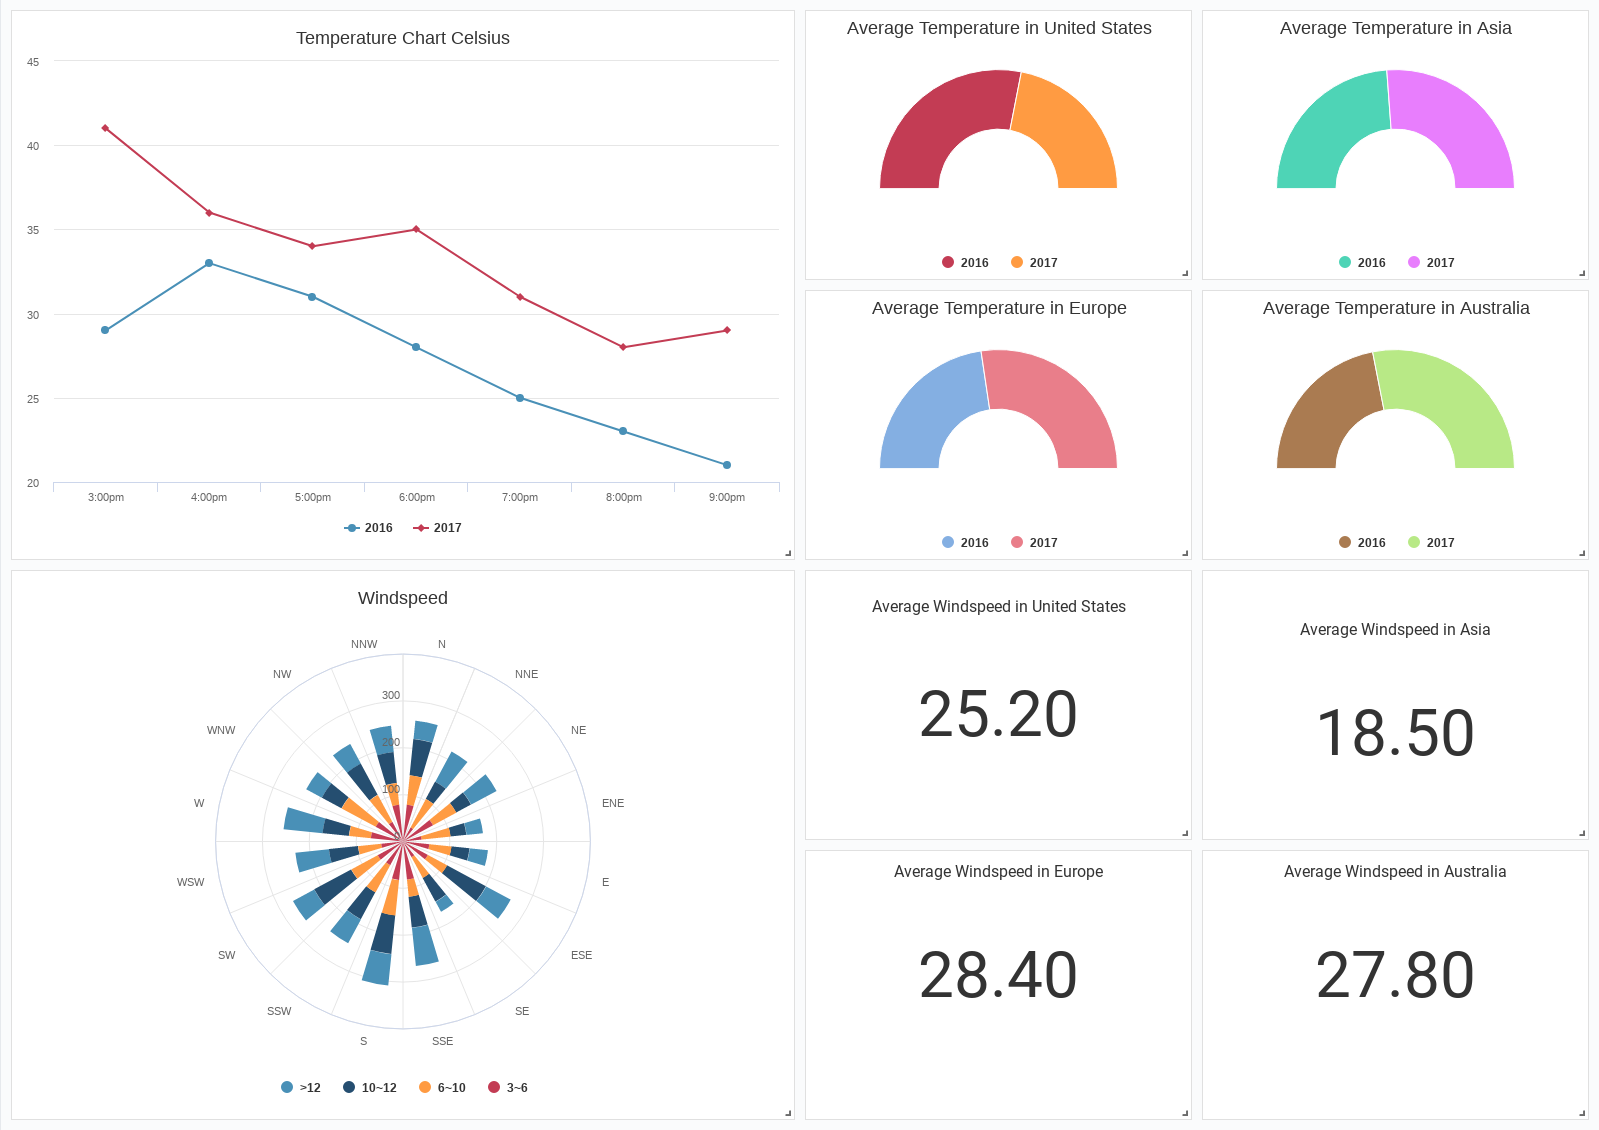 Temperature Chart Celsius
45
40
35
30
25
20
3:00pm 4:00pm 5:00pm 6:00pm 7:00pm 8:00pm 9:00pm
2016 2017
Average Temperature in United States
2016 2017
Average Temperature in Asia
2016 2017
Average Temperature in Europe
2016 2017
Average Temperature in Australia
2016 2017
Windspeed
N
NNE
NE
ENE
E
ESE
SE
SSE
S
SSW
SW
WSW
W
WNW
NW
NNW
300
200
100
0
>12 10~12 6~10 3~6
Average Windspeed in United States
25.20
Average Windspeed in Asia
18.50
Average Windspeed in Europe
28.40
Average Windspeed in Australia
27.80